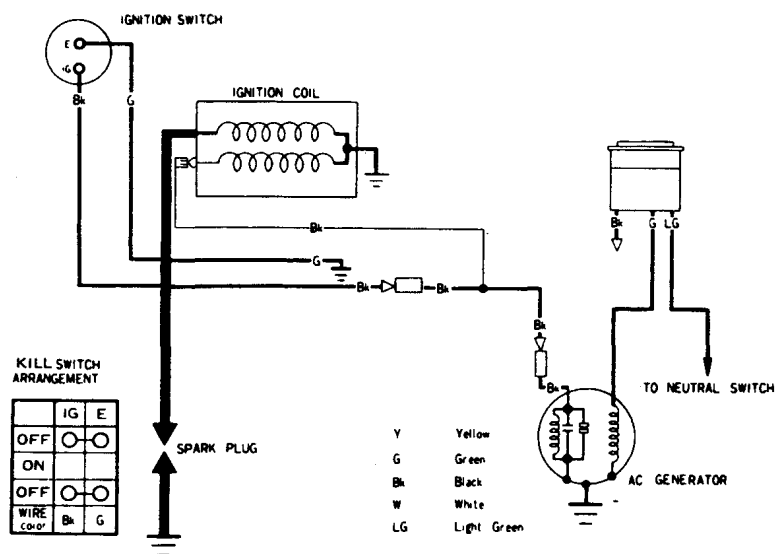 IGNITION SWITCH
E
IG
Bk
G
IGNITION COIL
Bk
G
Bk
Bk
Bk
G
LG
Bk
Bk
TO NEUTRAL SWITCH
AC GENERATOR
SPARK PLUG
KILL SWITCH
ARRANGEMENT
IG E
OFF
ON
OFF
WIRE
COLOR Bk G
Y Yellow
G Green
Bk Black
W White
LG Light Green